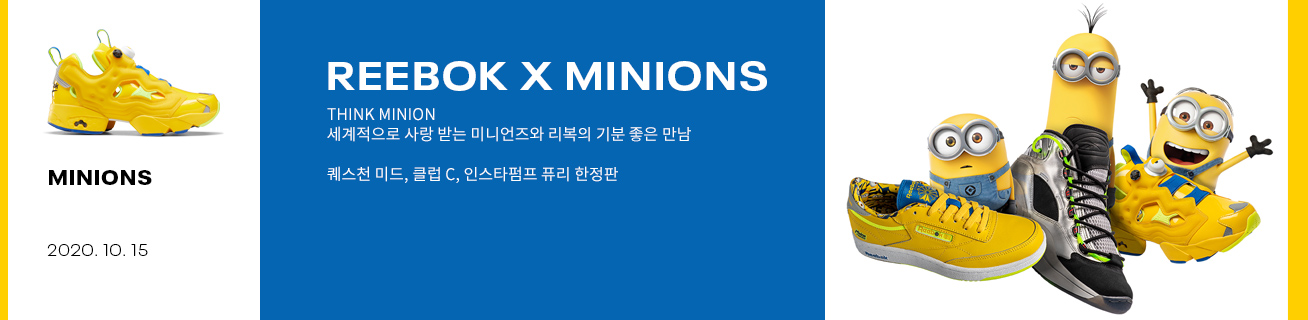 MINIONS
2020. 10. 15
REEBOK X MINIONS
THINK MINION
세계적으로 사랑 받는 미니언즈와 리복의 기분 좋은 만남
퀘스천 미드, 클럽 C, 인스타펌프 퓨리 한정판